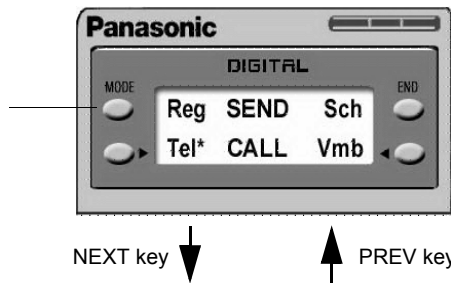 Panasonic
DIGITAL
MODE
END
Reg SEND Sch
Tel* CALL Vmb
NEXT key
PREV key